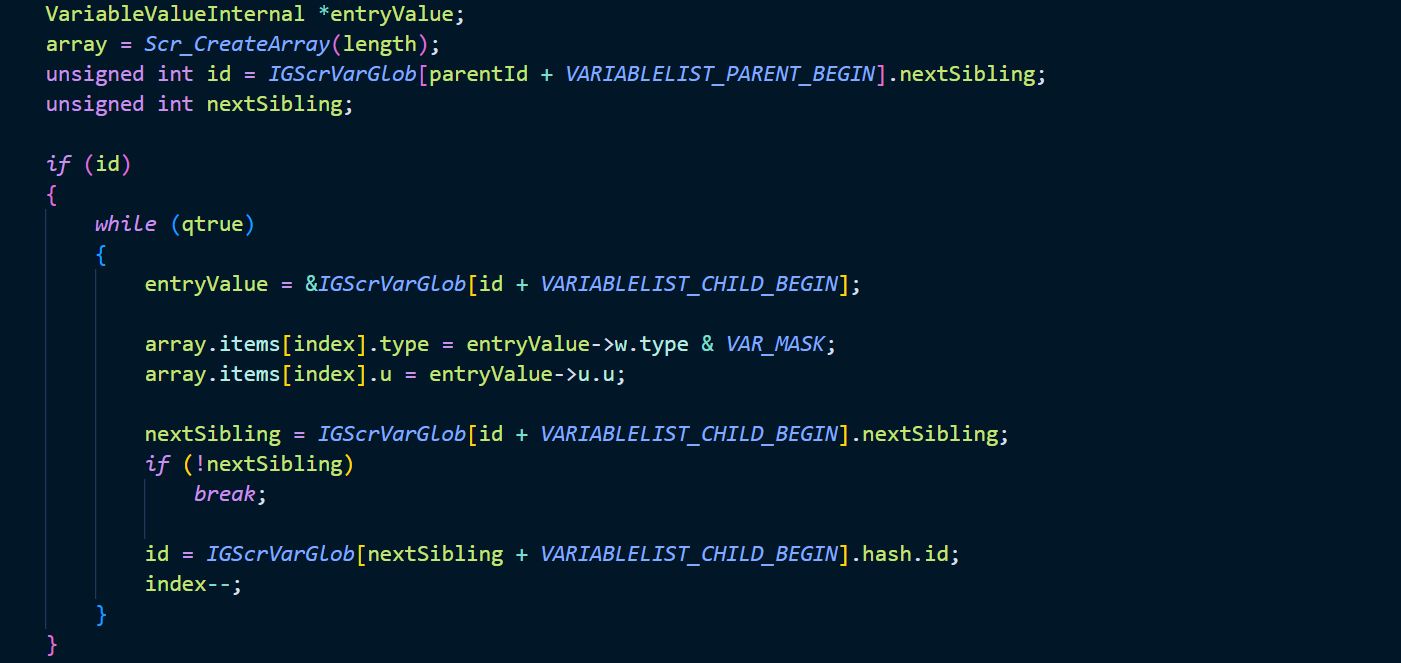 VariableValueInternal *entryValue;
array = Scr_CreateArray(length);
unsigned int id = IGScrVarGlob[parentId + VARIABLELIST_PARENT_BEGIN].nextSibling;
unsigned int nextSibling;
if (id)
{
while (qtrue)
{
entryValue = &IGScrVarGlob[id + VARIABLELIST_CHILD_BEGIN];
array.items[index].type = entryValue->w.type & VAR_MASK;
array.items[index].u = entryValue->u.u;
nextSibling = IGScrVarGlob[id + VARIABLELIST_CHILD_BEGIN].nextSibling;
if (!nextSibling)
break;
id = IGScrVarGlob[nextSibling + VARIABLELIST_CHILD_BEGIN].hash.id;
index--;
}
}